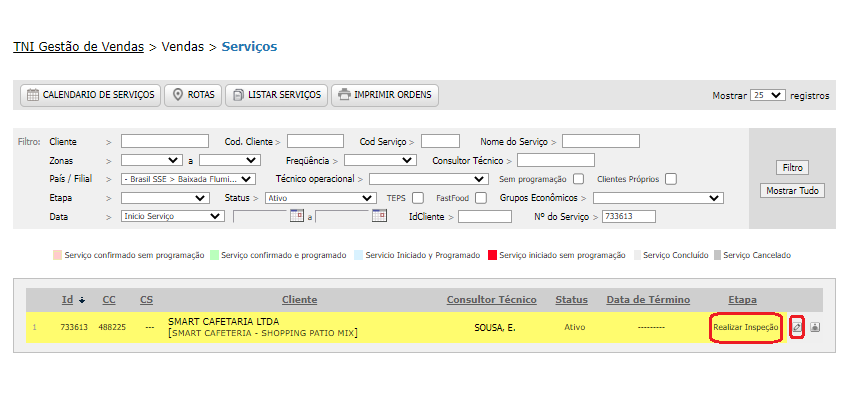 TNI Gestão de Vendas > Vendas > Serviços
CALENDARIO DE SERVIÇOS ROTAS LISTAR SERVIÇOS IMPRIMIR ORDENS Mostrar 25 registros
Filtro: Cliente > Cod. Cliente > Cod Serviço > Nome do Serviço >
Zonas > a Freqüência > Consultor Técnico >
País / Filial > - Brasil SSE > Baixada Flumi... Técnico operacional > Sem programação Clientes Próprios
Etapa > Status > Ativo TEPS FastFood Grupos Econômicos >
Data > Inicio Serviço a IdCliente > Nº do Serviço > 733613
Filtro
Mostrar Tudo
Serviço confirmado sem programação Serviço confirmado e programado Servicio Iniciado y Programado Serviço iniciado sem programação Serviço Concluído Serviço Cancelado
Id CC CS Cliente Consultor Técnico Status Data de Término Etapa
1 733613 488225 --- SMART CAFETARIA LTDA SOUSA, E. Ativo --------- Realizar Inspeção
[SMART CAFETERIA - SHOPPING PATIO MIX]